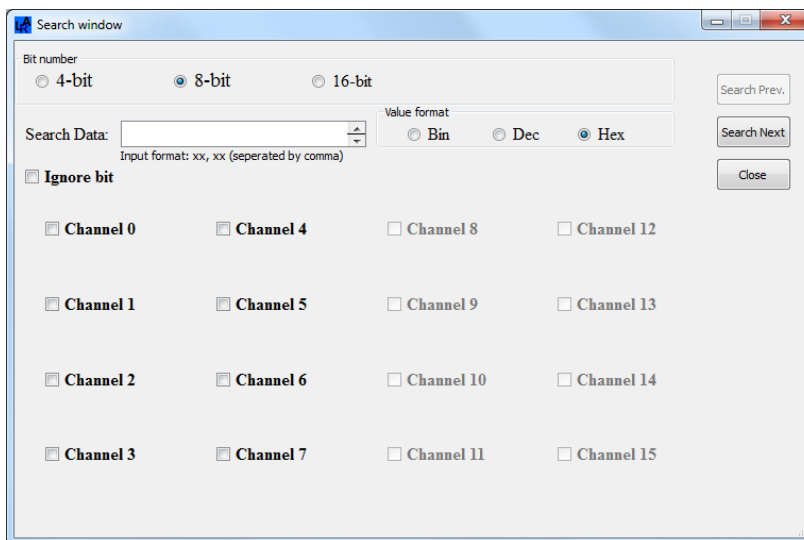 Search window
Bit number
4-bit 8-bit 16-bit
Search Prev.
Value format
Search Data: Bin Dec Hex
Search Next
Input format: xx, xx (seperated by comma)
Ignore bit
Close
Channel 0 Channel 4 Channel 8 Channel 12
Channel 1 Channel 5 Channel 9 Channel 13
Channel 2 Channel 6 Channel 10 Channel 14
Channel 3 Channel 7 Channel 11 Channel 15